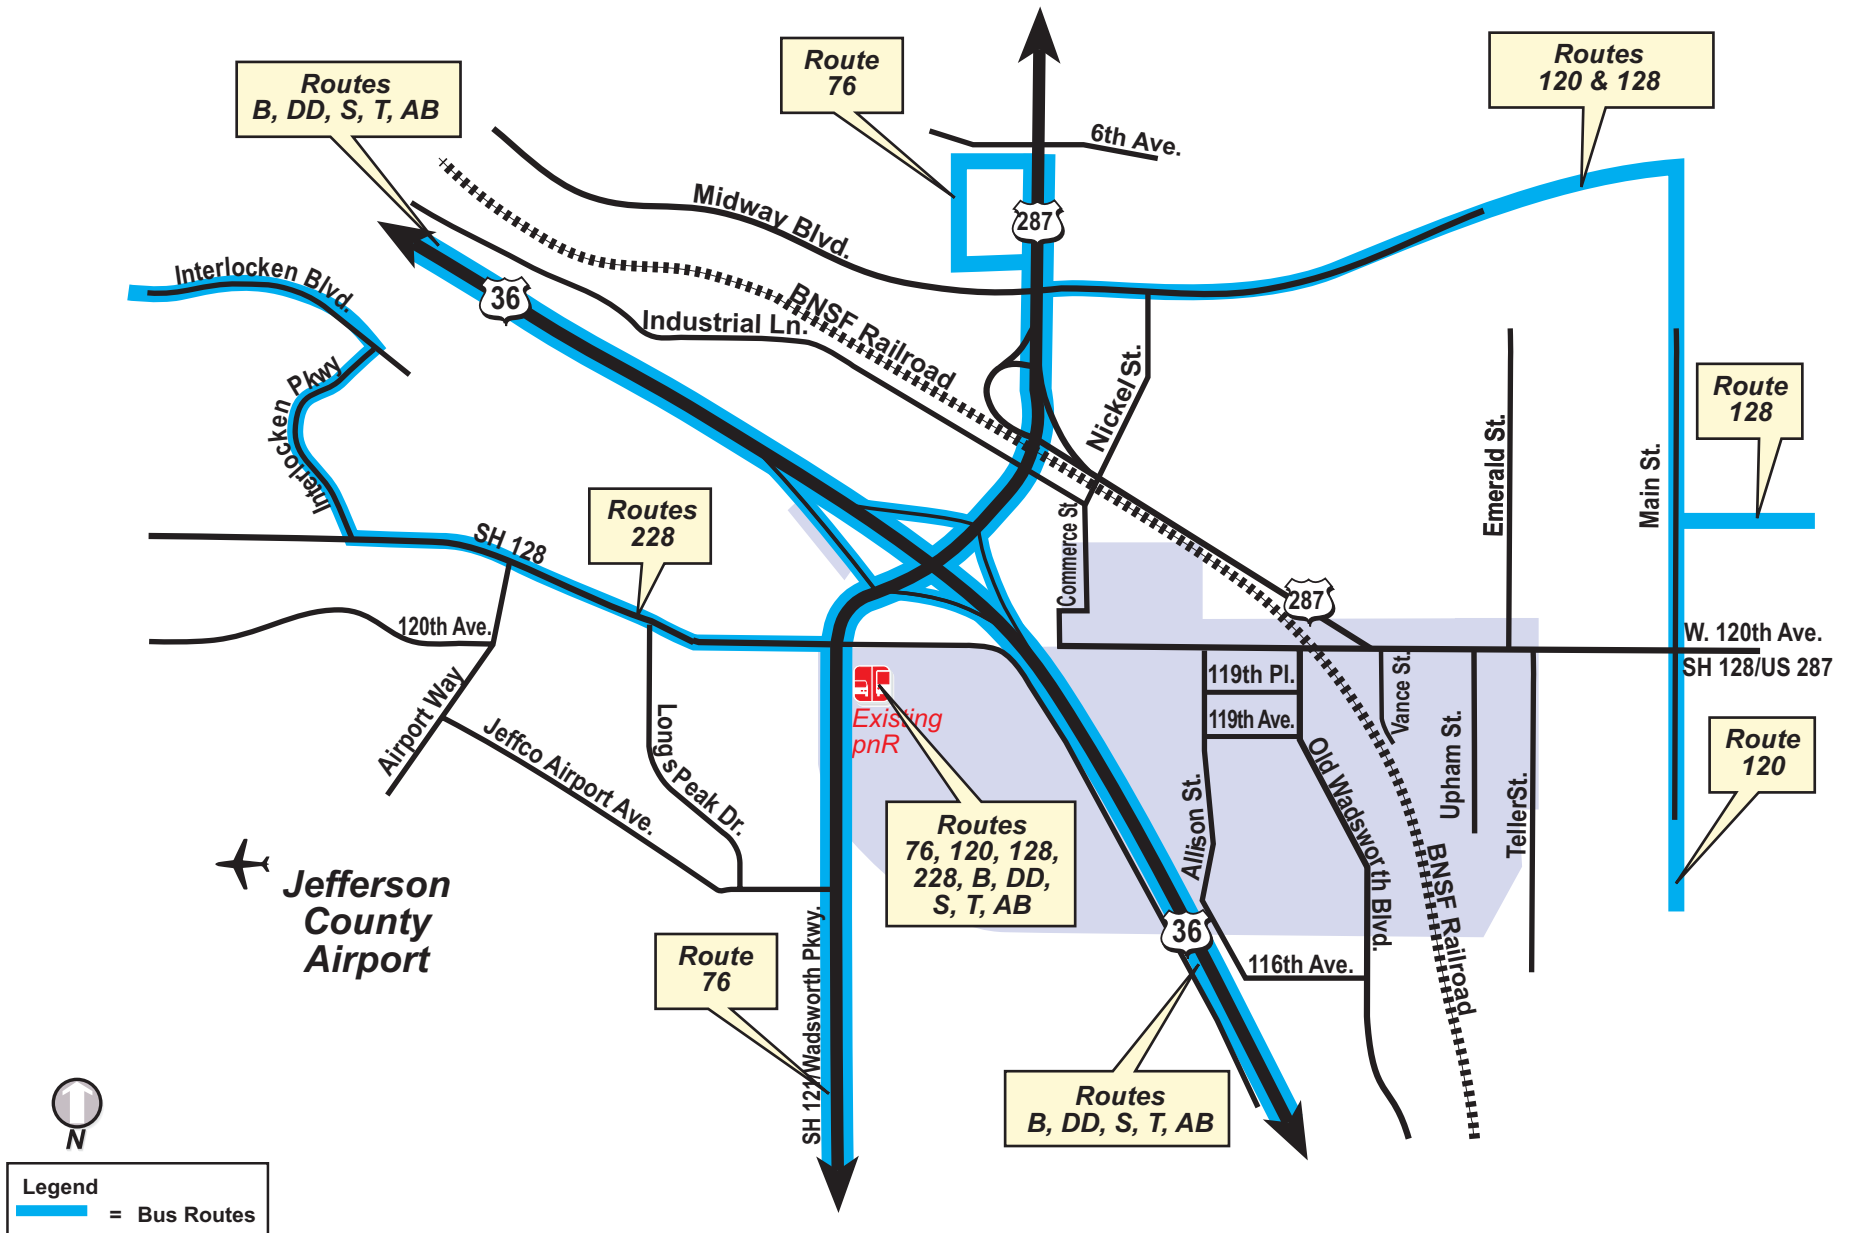 Routes
B, DD, S, T, AB
Route
76
Routes
120 & 128
6th Ave.
Midway Blvd.
287
Interlocken Blvd.
36
BNSF Railroad
Industrial Ln.
Interlocken Pkwy
Nickel St.
Route
128
Emerald St.
Main St.
Routes
228
SH 128
Commerce St
287
120th Ave.
W. 120th Ave.
SH 128/US 287
119th Pl.
Vance St.
Airport Way
Existing
pnR
119th Ave.
Longs Peak Dr.
Jeffco Airport Ave.
Old Wadsworth Blvd.
Upham St.
Route
120
Allison St.
TellerSt.
Routes
76, 120, 128,
228, B, DD,
S, T, AB
BNSF Railroad
Jefferson
County
Airport
36
116th Ave.
Route
76
SH 121/Wadsworth Pkwy.
Routes
B, DD, S, T, AB
N
Legend
= Bus Routes